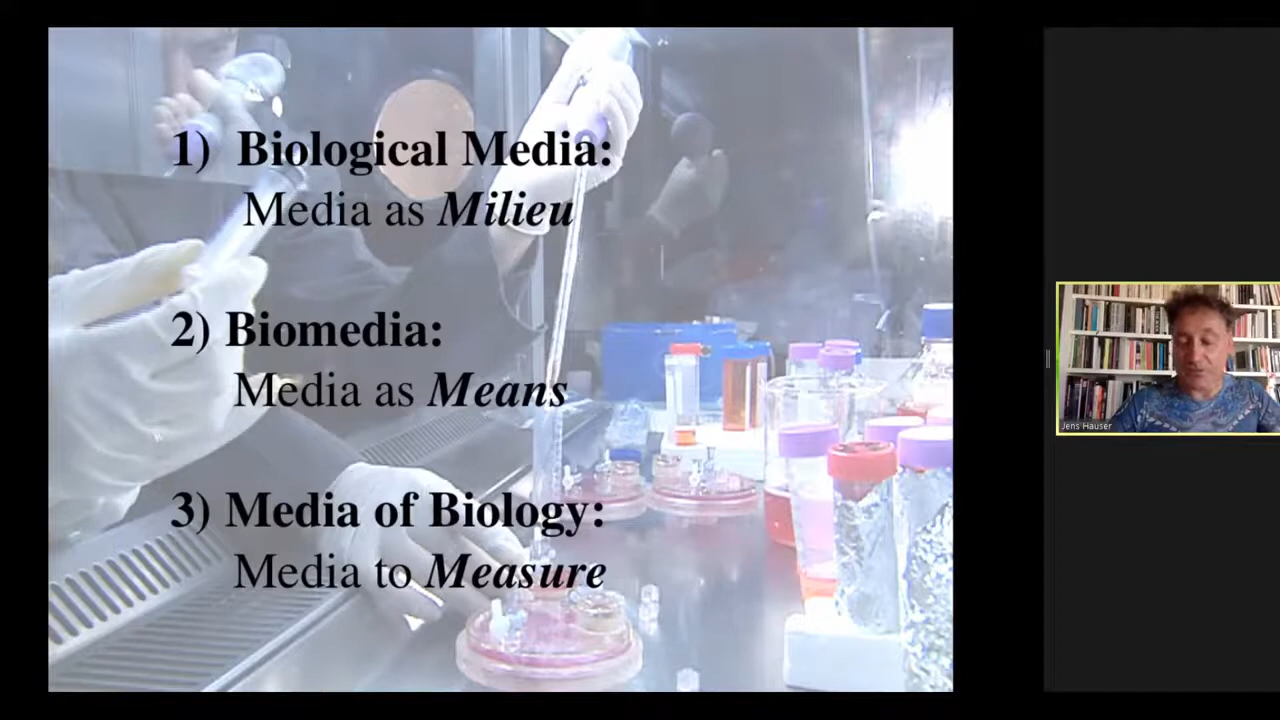 1) Biological Media:
Media as Milieu
2) Biomedia:
Media as Means
3) Media of Biology:
Media to Measure
Jens Hauser